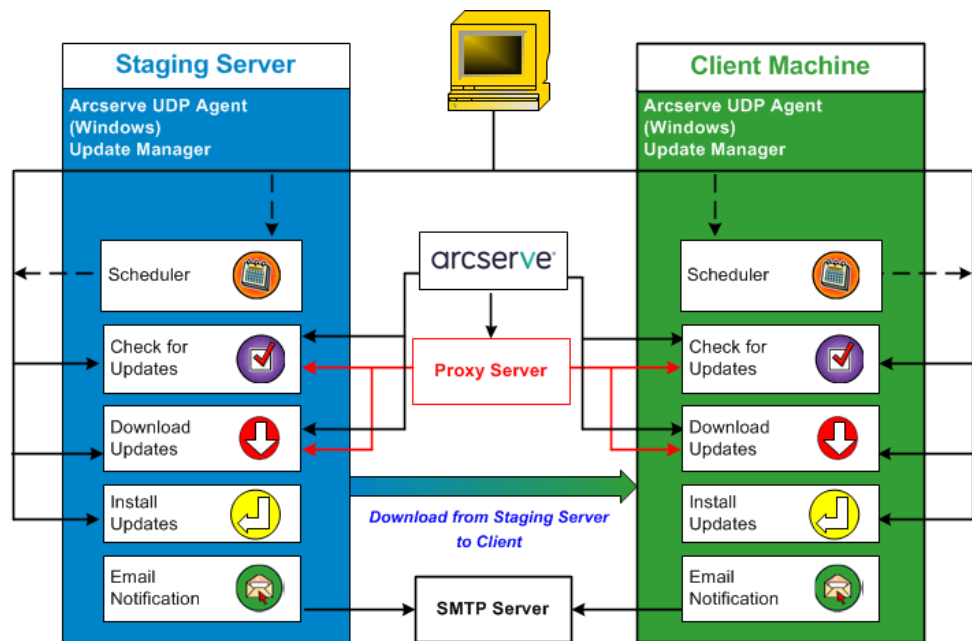 Staging Server
Arcserve UDP Agent
(Windows)
Update Manager
Scheduler
Check for
Updates
Download
Updates
Install
Updates
Email
Notification
arcserve®
Proxy Server
Download from Staging Server
to Client
SMTP Server
Client Machine
Arcserve UDP Agent
(Windows)
Update Manager
Scheduler
Check for
Updates
Download
Updates
Install
Updates
Email
Notification